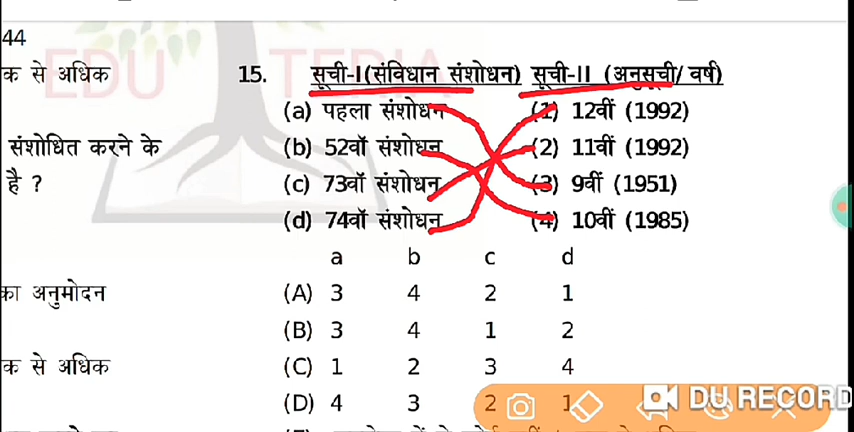 44
क से अधिक
संशोधित करने के
है ?
का अनुमोदन
क से अधिक
EDU TERIA
15. सूची-I(संविधान संशोधन) सूची-II (अनुसूची/ वर्ष)
(a) पहला संशोधन (1) 12वीं (1992)
(b) 52वॉ संशोधन (2) 11वीं (1992)
(c) 73वॉ संशोधन (3) 9वीं (1951)
(d) 74वॉ संशोधन (4) 10वीं (1985)
a b c d
(A) 3 4 2 1
(B) 3 4 1 2
(C) 1 2 3 4
(D) 4 3 2 1
DU RECORD